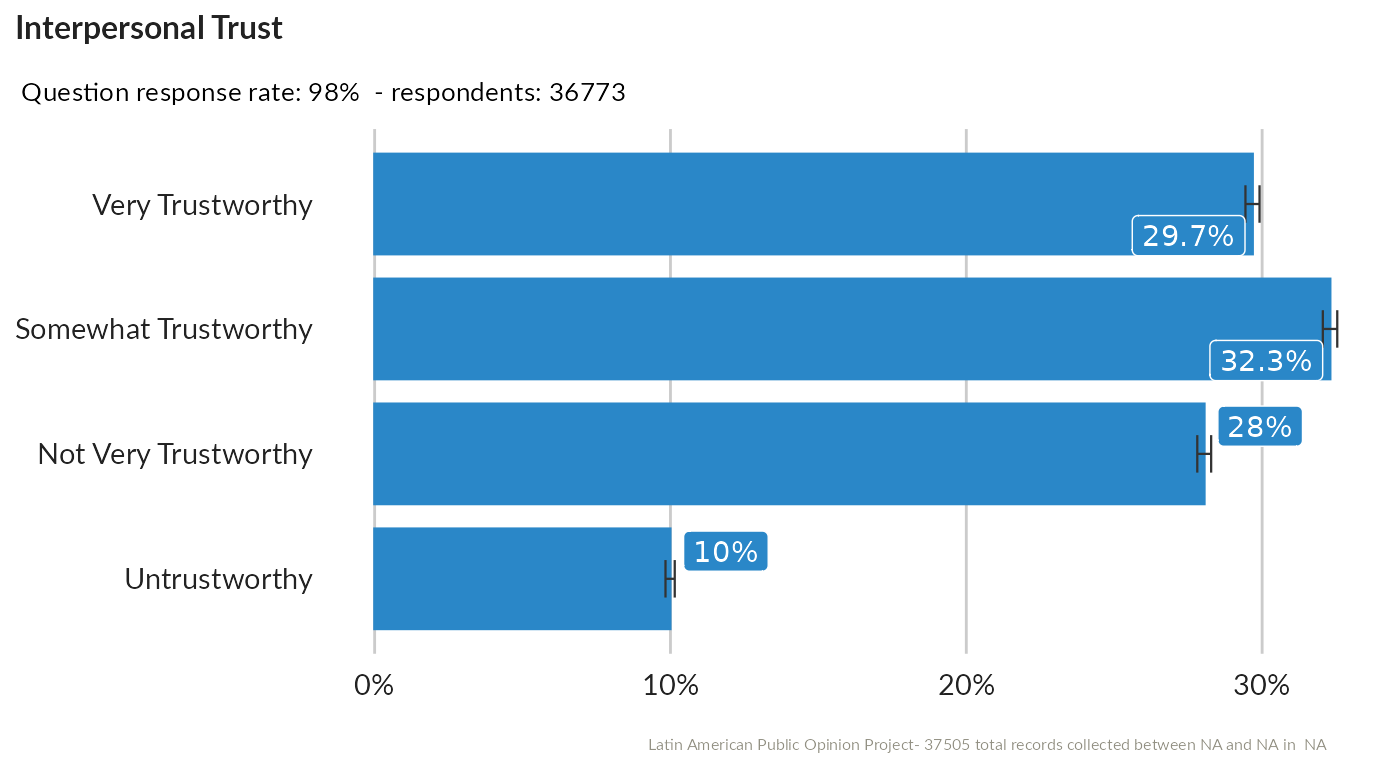 Interpersonal Trust
Question response rate: 98% - respondents: 36773
Very Trustworthy
29.7%
Somewhat Trustworthy
32.3%
Not Very Trustworthy
28%
Untrustworthy
10%
0% 10% 20% 30%
Latin American Public Opinion Project- 37505 total records collected between NA and NA in NA